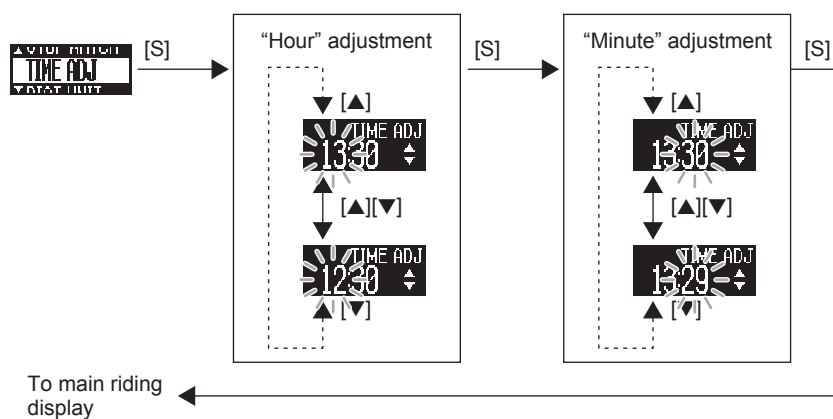 “Hour” adjustment
“Minute” adjustment
[S]
[S]
[S]
TIME ADJ
[▲]
[▲]
TIME ADJ
13:30
TIME ADJ
13:30
[▲][▼]
[▲][▼]
TIME ADJ
12:30
TIME ADJ
13:29
[▼]
[▼]
To main riding
display